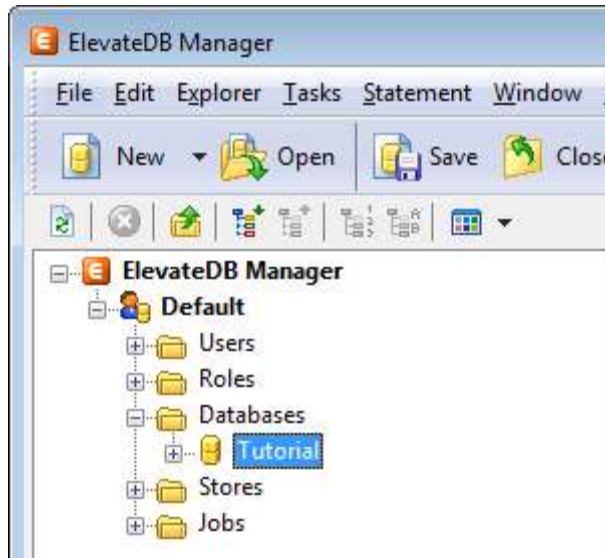 ElevateDB Manager
File Edit Explorer Tasks Statement Window
New Open Save Close
ElevateDB Manager
Default
Users
Roles
Databases
Tutorial
Stores
Jobs